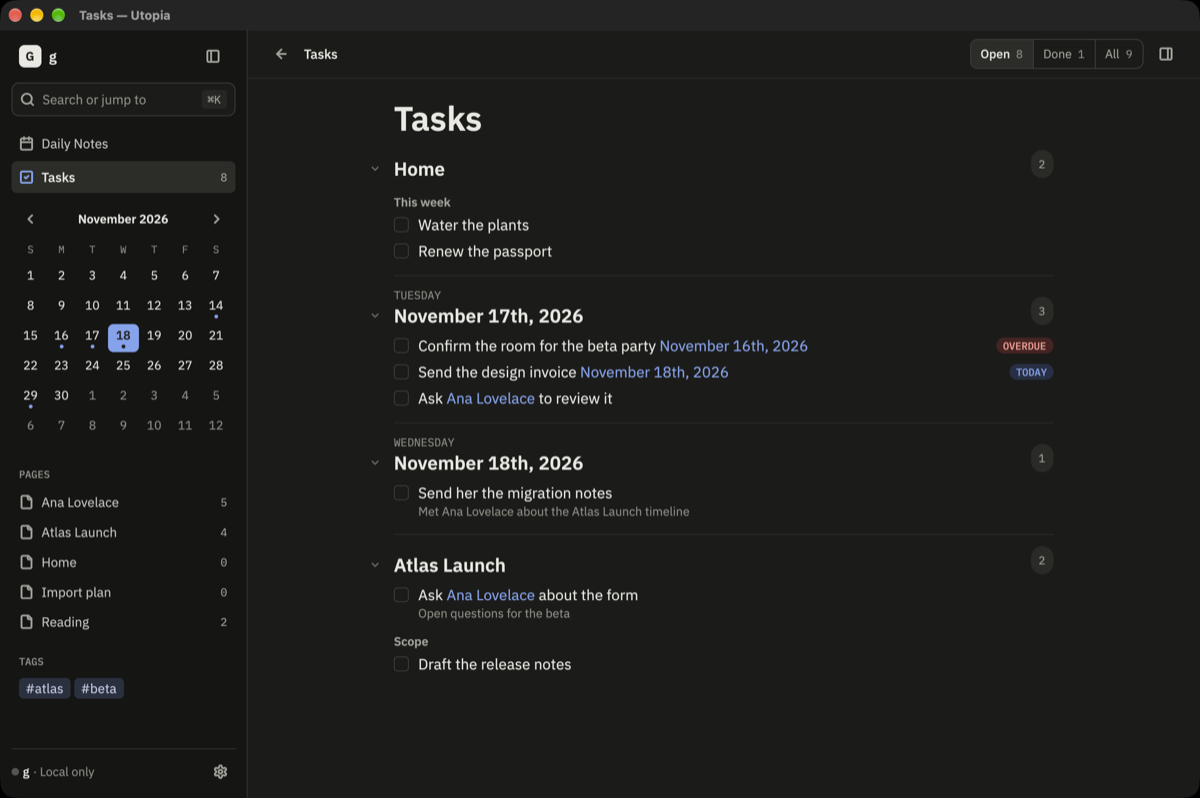 Tasks — Utopia
G g
Search or jump to ⌘K
Daily Notes
Tasks 8
November 2026
S M T W T F S
1 2 3 4 5 6 7
8 9 10 11 12 13 14
15 16 17 18 19 20 21
22 23 24 25 26 27 28
29 30 1 2 3 4 5
6 7 8 9 10 11 12
PAGES
Ana Lovelace 5
Atlas Launch 4
Home 0
Import plan 0
Reading 2
TAGS
#atlas #beta
g · Local only
Tasks
Open 8 Done 1 All 9
Tasks
Home 2
This week
Water the plants
Renew the passport
TUESDAY
November 17th, 2026 3
Confirm the room for the beta party November 16th, 2026 OVERDUE
Send the design invoice November 18th, 2026 TODAY
Ask Ana Lovelace to review it
WEDNESDAY
November 18th, 2026 1
Send her the migration notes
Met Ana Lovelace about the Atlas Launch timeline
Atlas Launch 2
Ask Ana Lovelace about the form
Open questions for the beta
Scope
Draft the release notes